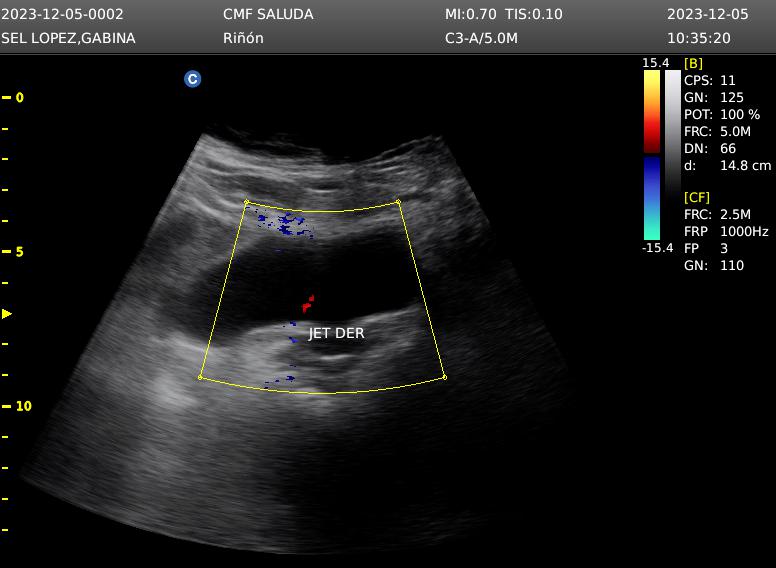 2023-12-05-0002 CMF SALUDA MI:0.70 TIS:0.10 2023-12-05
SEL LOPEZ,GABINA Riñón C3-A/5.0M 10:35:20
C
15.4 [B]
CPS: 11
GN: 125
POT: 100 %
FRC: 5.0M
DN: 66
d: 14.8 cm
[CF]
FRC: 2.5M
FRP 1000Hz
-15.4 FP 3
GN: 110
0
5
10
JET DER